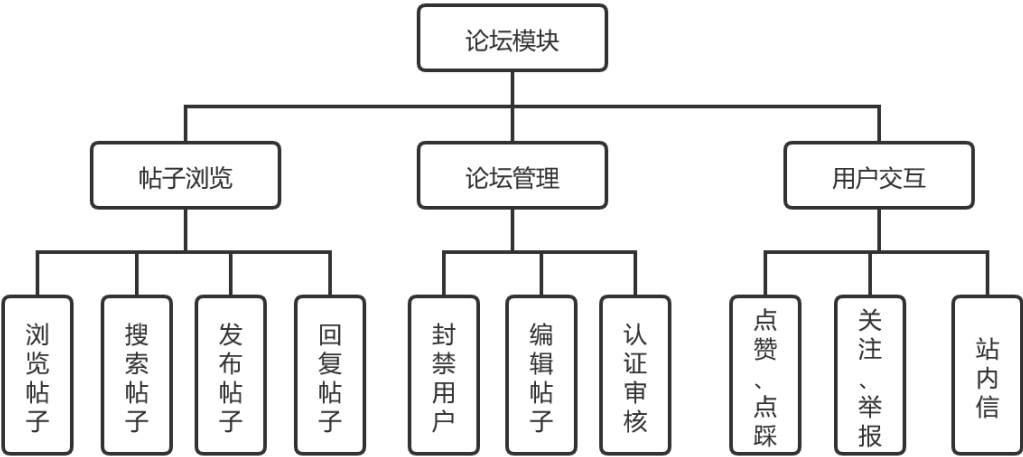 论坛模块
帖子浏览
论坛管理
用户交互
浏览帖子
搜索帖子
发布帖子
回复帖子
封禁用户
编辑帖子
认证审核
点赞、点踩
关注、举报
站内信